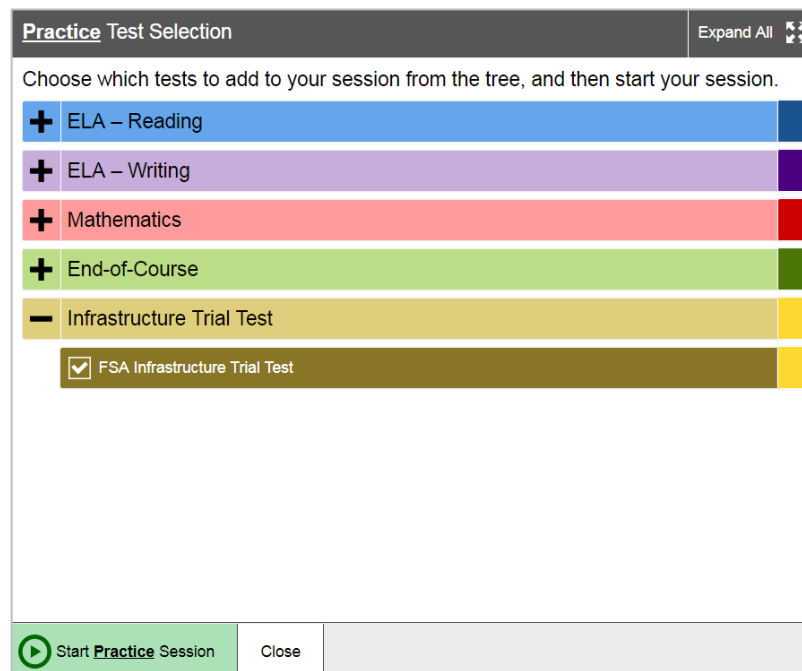 Practice Test Selection
Expand All
Choose which tests to add to your session from the tree, and then start your session.
ELA – Reading
ELA – Writing
Mathematics
End-of-Course
Infrastructure Trial Test
FSA Infrastructure Trial Test
Start Practice Session
Close